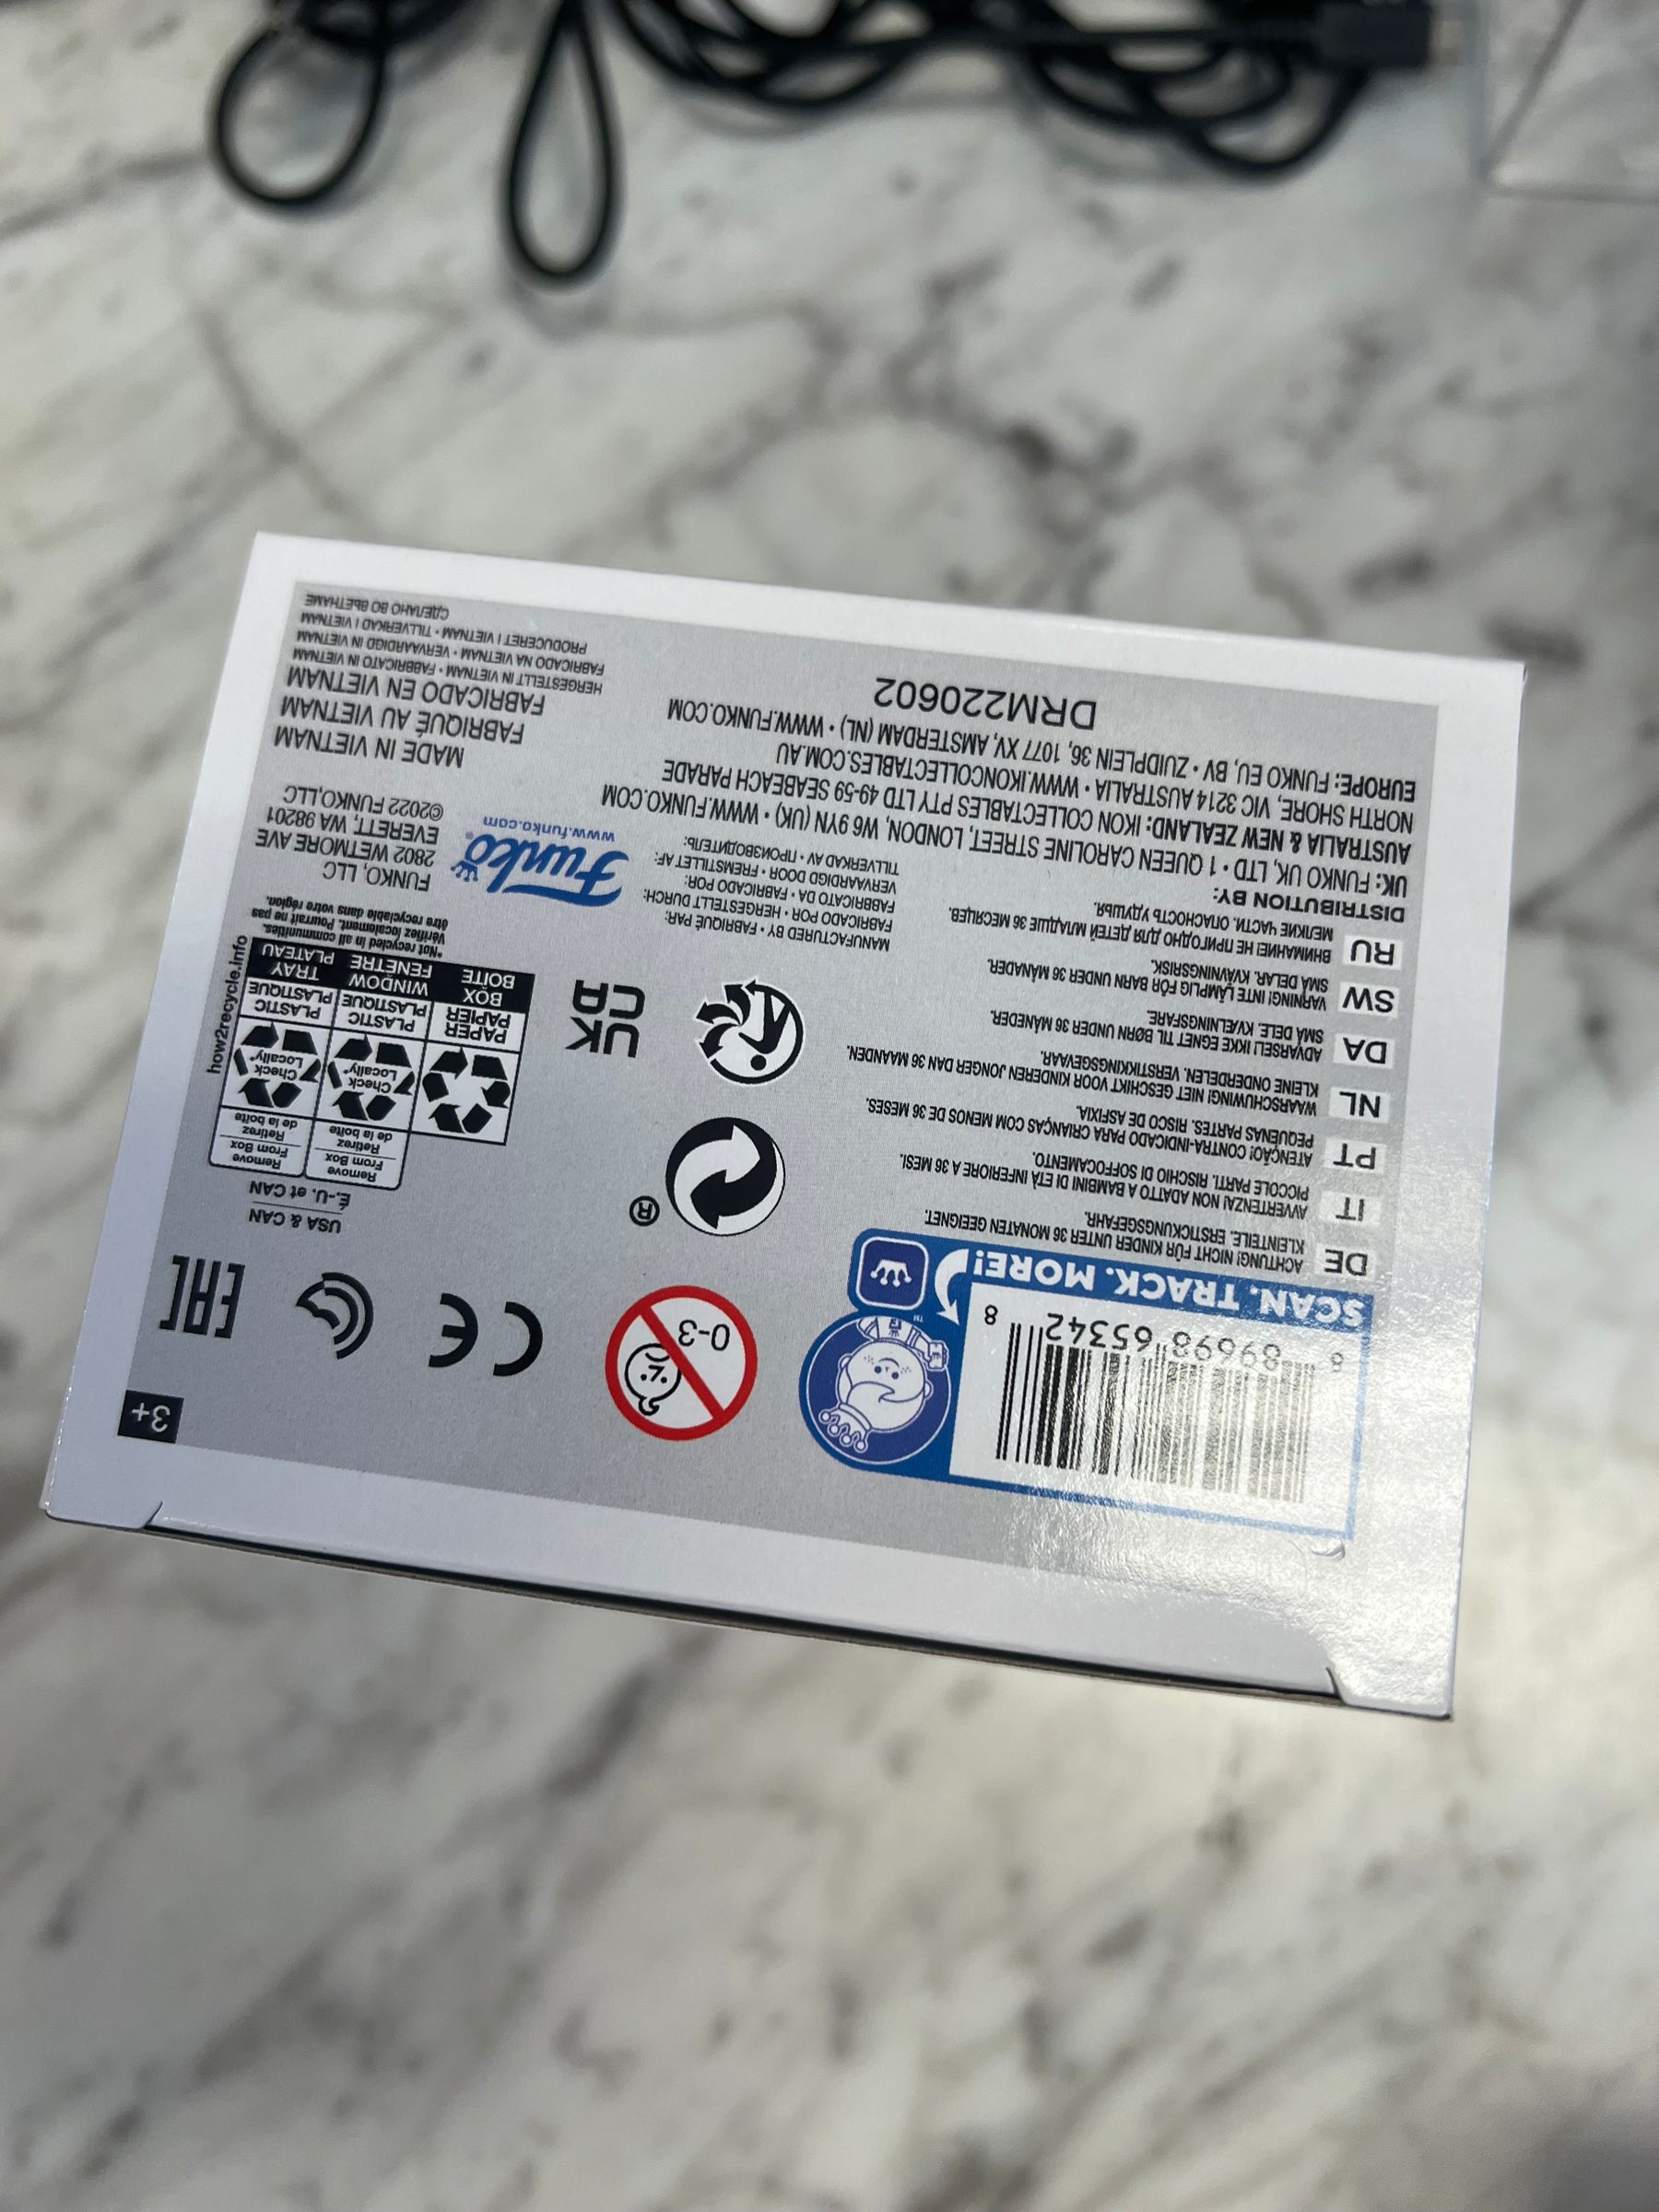 3+
8 89698 65342 8
SCAN. TRACK. MORE!
™
0-3
CE
EAC
DE ACHTUNG! NICHT FÜR KINDER UNTER 36 MONATEN GEEIGNET.
KLEINTEILE. ERSTICKUNGSGEFAHR.
IT AVVERTENZA! NON ADATTO A BAMBINI DI ETÀ INFERIORE A 36 MESI.
PICCOLE PARTI. RISCHIO DI SOFFOCAMENTO.
PT ATENÇÃO! CONTRA-INDICADO PARA CRIANÇAS COM MENOS DE 36 MESES.
PEQUENAS PARTES. RISCO DE ASFIXIA.
NL WAARSCHUWING! NIET GESCHIKT VOOR KINDEREN JONGER DAN 36 MAANDEN.
KLEINE ONDERDELEN. VERSTIKKINGSGEVAAR.
DA ADVARSEL! IKKE EGNET TIL BØRN UNDER 36 MÅNEDER.
SMÅ DELE. KVÆLNINGSFARE.
SW VARNING! INTE LÄMPLIG FÖR BARN UNDER 36 MÅNADER.
SMÅ DELAR. KVÄVNINGSRISK.
RU ВНИМАНИЕ! НЕ ПРИГОДНО ДЛЯ ДЕТЕЙ МЛАДШЕ 36 МЕСЯЦЕВ.
МЕЛКИЕ ЧАСТИ. ОПАСНОСТЬ УДУШЬЯ.
®
UK
CA
USA & CAN
É.-U. et CAN
Remove
From Box
Retirez
de la boîte
Remove
From Box
Retirez
de la boîte
Check
Locally*
Check
Locally*
PAPER
PAPIER
PLASTIC
PLASTIQUE
PLASTIC
PLASTIQUE
BOX
BOÎTE
WINDOW
FENÊTRE
TRAY
PLATEAU
how2recycle.info
*Not recycled in all communities.
Vérifiez localement. Pourrait ne pas
être recyclable dans votre région.
MANUFACTURED BY • FABRIQUÉ PAR:
FABRICADO POR • HERGESTELLT DURCH:
FABBRICATO DA • FABRICADO POR:
VERVAARDIGD DOOR • FREMSTILLET AF:
TILLVERKAD AV • ПРОИЗВОДИТЕЛЬ:
Funko®
www.funko.com
FUNKO, LLC
2802 WETMORE AVE
EVERETT, WA 98201
©2022 FUNKO,LLC
DISTRIBUTION BY:
UK: FUNKO UK, LTD • 1 QUEEN CAROLINE STREET, LONDON, W6 9YN (UK) • WWW.FUNKO.COM
AUSTRALIA & NEW ZEALAND: IKON COLLECTABLES PTY LTD 49-59 SEABEACH PARADE
NORTH SHORE, VIC 3214 AUSTRALIA • WWW.IKONCOLLECTABLES.COM.AU
EUROPE: FUNKO EU, BV • ZUIDPLEIN 36, 1077 XV, AMSTERDAM (NL) • WWW.FUNKO.COM
DRM220602
MADE IN VIETNAM
FABRIQUÉ AU VIETNAM
FABRICADO EN VIETNAM
HERGESTELLT IN VIETNAM • FABBRICATO IN VIETNAM
FABRICADO NA VIETNAM • VERVAARDIGD IN VIETNAM
PRODUCERET I VIETNAM • TILLVERKAD I VIETNAM
СДЕЛАНО ВО ВЬЕТНАМЕ